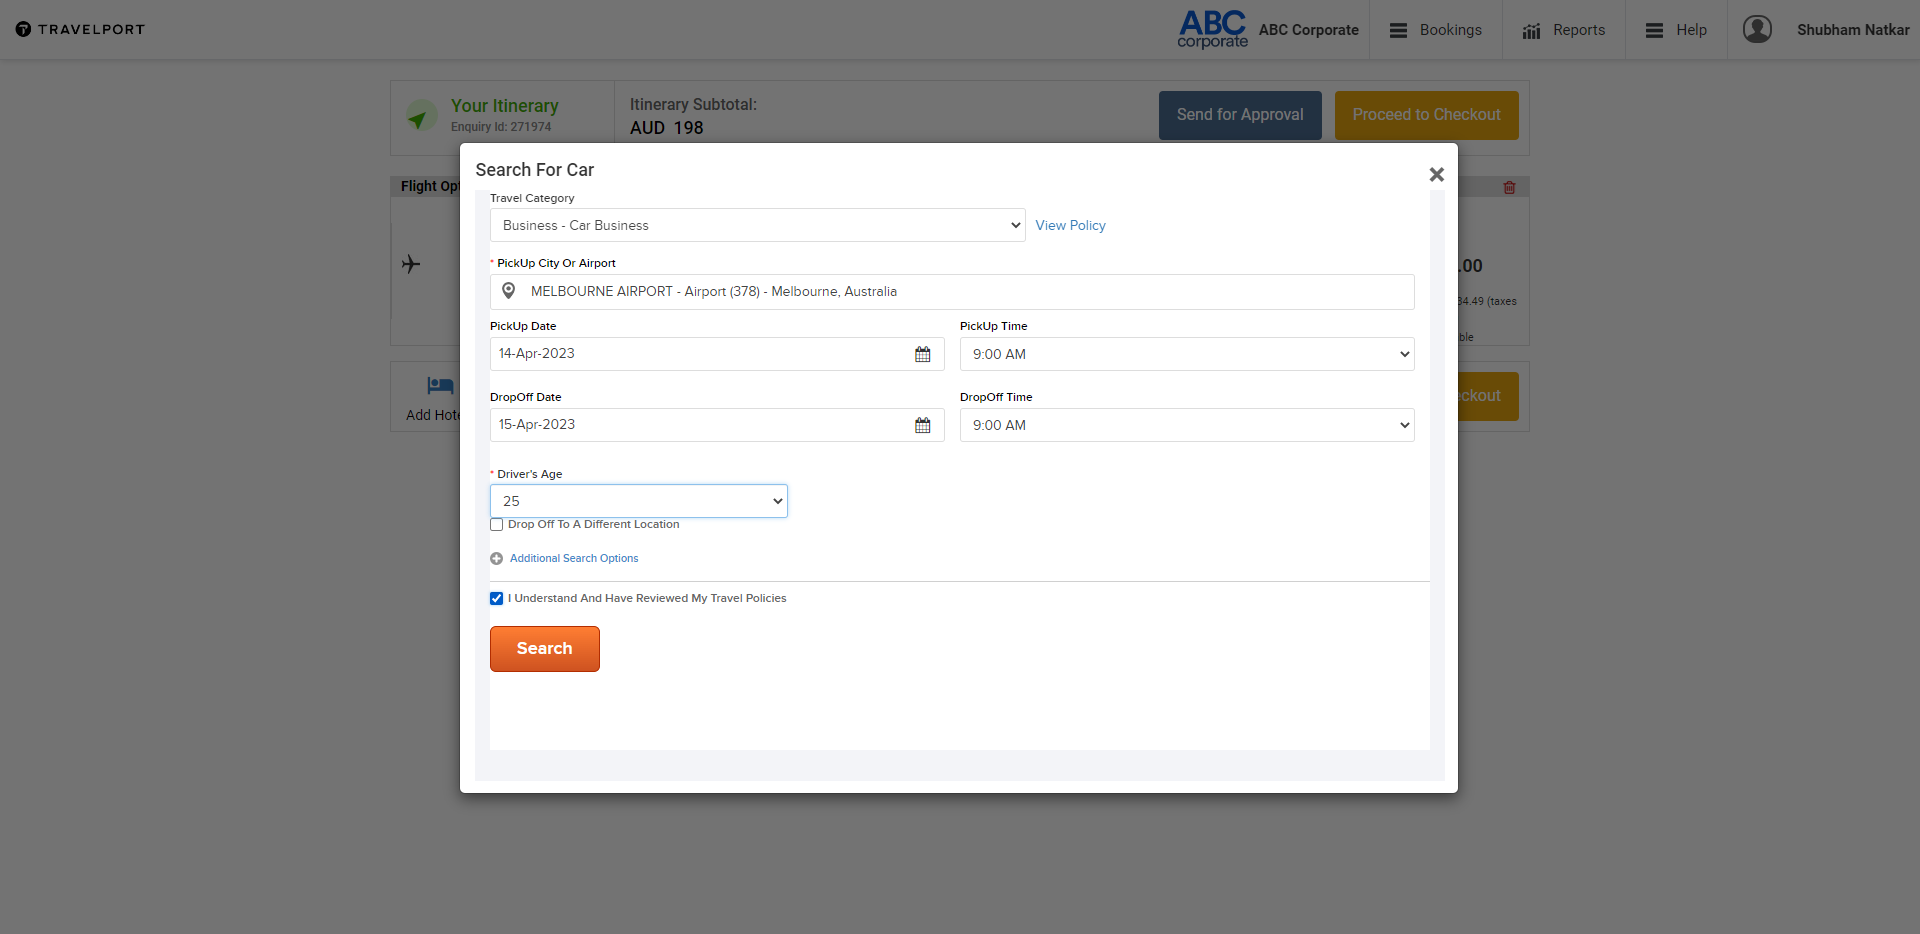 TRAVELPORT
ABC
corporate
ABC Corporate
Bookings
Reports
Help
Shubham Natkar
Your Itinerary
Enquiry Id: 271974
Itinerary Subtotal:
AUD 198
Send for Approval
Proceed to Checkout
Flight Opt
Search For Car
Travel Category
Business - Car Business
View Policy
* PickUp City Or Airport
MELBOURNE AIRPORT - Airport (378) - Melbourne, Australia
PickUp Date
PickUp Time
14-Apr-2023
9:00 AM
DropOff Date
DropOff Time
15-Apr-2023
9:00 AM
* Driver's Age
25
Drop Off To A Different Location
Additional Search Options
I Understand And Have Reviewed My Travel Policies
Search
.00
34.49 (taxes
ble
Add Hote
eckout